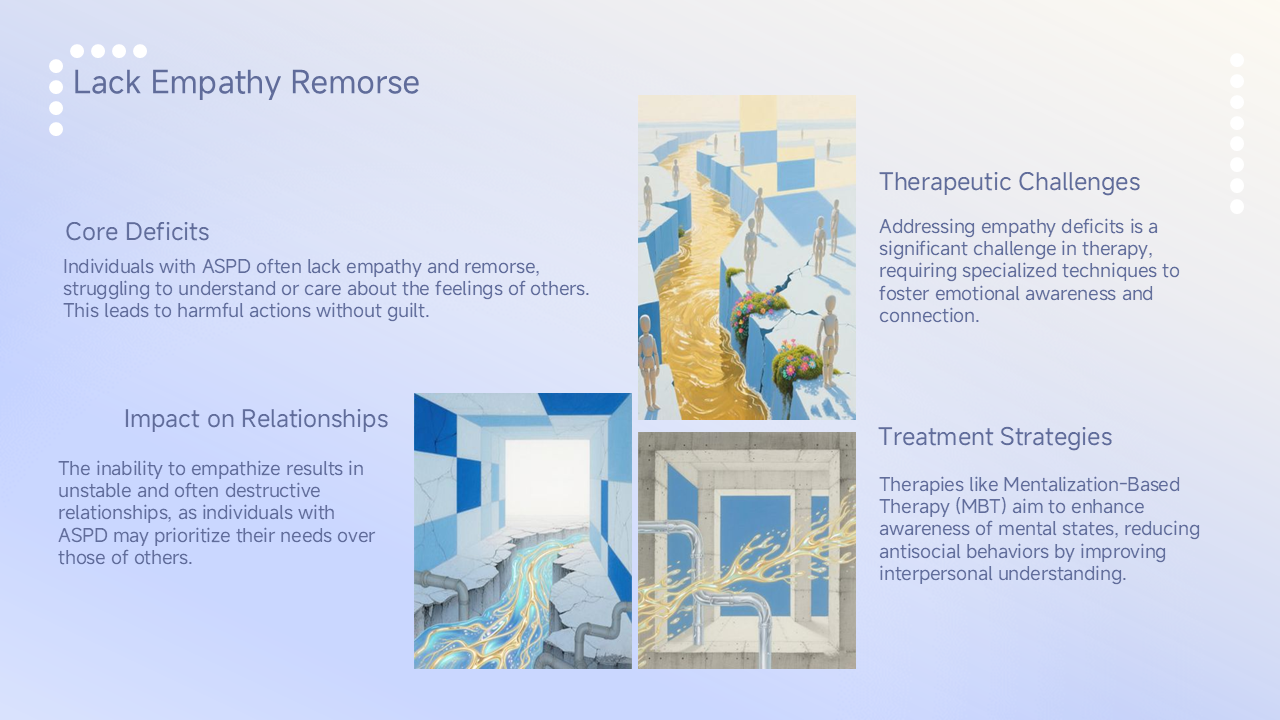 Lack Empathy Remorse
Core Deficits
Individuals with ASPD often lack empathy and remorse,
struggling to understand or care about the feelings of others.
This leads to harmful actions without guilt.
Impact on Relationships
The inability to empathize results in
unstable and often destructive
relationships, as individuals with
ASPD may prioritize their needs over
those of others.
Therapeutic Challenges
Addressing empathy deficits is a
significant challenge in therapy,
requiring specialized techniques to
foster emotional awareness and
connection.
Treatment Strategies
Therapies like Mentalization-Based
Therapy (MBT) aim to enhance
awareness of mental states, reducing
antisocial behaviors by improving
interpersonal understanding.